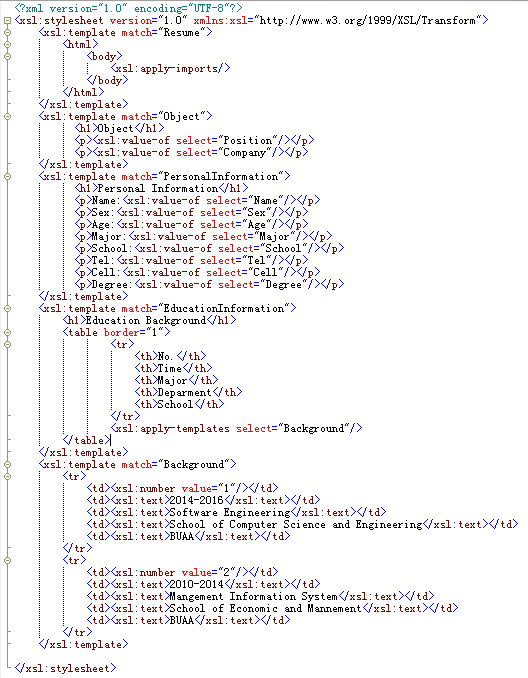 <?xml version="1.0" encoding="UTF-8"?>
<xsl:stylesheet version="1.0" xmlns:xsl="http://www.w3.org/1999/XSL/Transform">
<xsl:template match="Resume">
<html>
<body>
<xsl:apply-imports/>
</body>
</html>
</xsl:template>
<xsl:template match="Object">
<h1>Object</h1>
<p><xsl:value-of select="Position"/></p>
<p><xsl:value-of select="Company"/></p>
</xsl:template>
<xsl:template match="PersonalInformation">
<h1>Personal Information</h1>
<p>Name:<xsl:value-of select="Name"/></p>
<p>Sex:<xsl:value-of select="Sex"/></p>
<p>Age:<xsl:value-of select="Age"/></p>
<p>Major:<xsl:value-of select="Major"/></p>
<p>School:<xsl:value-of select="School"/></p>
<p>Tel:<xsl:value-of select="Tel"/></p>
<p>Cell:<xsl:value-of select="Cell"/></p>
<p>Degree:<xsl:value-of select="Degree"/></p>
</xsl:template>
<xsl:template match="EducationInformation">
<h1>Education Background</h1>
<table border="1">
<tr>
<th>No.</th>
<th>Time</th>
<th>Major</th>
<th>Deparment</th>
<th>School</th>
</tr>
<xsl:apply-templates select="Background"/>
</table>
</xsl:template>
<xsl:template match="Background">
<tr>
<td><xsl:number value="1"/></td>
<td><xsl:text>2014-2016</xsl:text></td>
<td><xsl:text>Software Engineering</xsl:text></td>
<td><xsl:text>School of Computer Science and Engineering</xsl:text></td>
<td><xsl:text>BUAA</xsl:text></td>
</tr>
<tr>
<td><xsl:number value="2"/></td>
<td><xsl:text>2010-2014</xsl:text></td>
<td><xsl:text>Mangement Information System</xsl:text></td>
<td><xsl:text>School of Economic and Mannement</xsl:text></td>
<td><xsl:text>BUAA</xsl:text></td>
</tr>
</xsl:template>
</xsl:stylesheet>